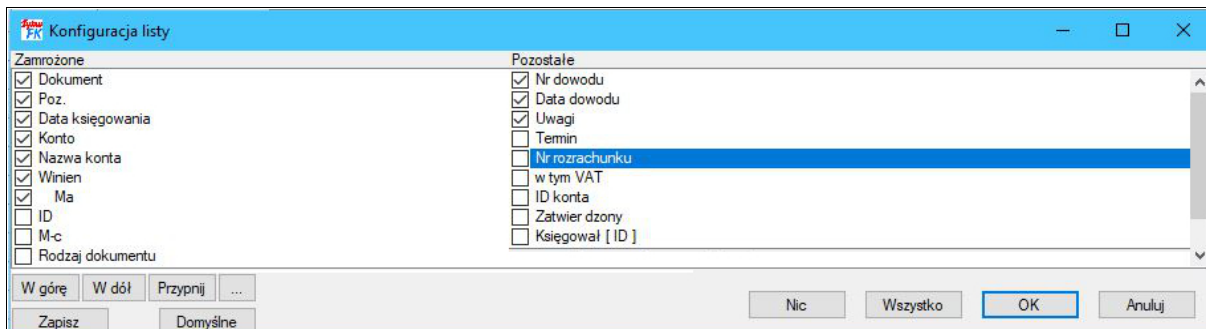 futu FK Konfiguracja listy
Zamrożone
Dokument
Poz.
Data księgowania
Konto
Nazwa konta
Winien
Ma
ID
M-c
Rodzaj dokumentu
Pozostałe
Nr dowodu
Data dowodu
Uwagi
Termin
Nr rozrachunku
w tym VAT
ID konta
Zatwier dzony
Księgował [ ID ]
W górę W dół Przypnij ...
Zapisz Domyślne
Nic Wszystko OK Anuluj